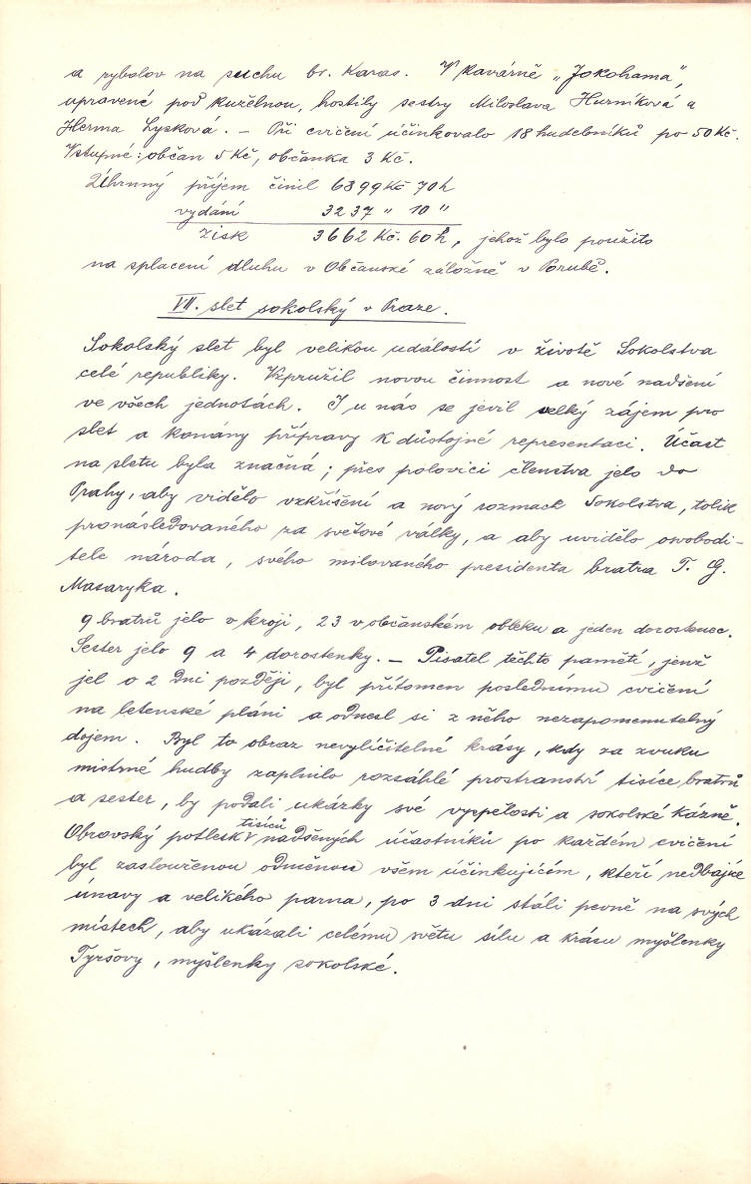 a rybolov na suchu br. Karas. V kavárně „Jokohama“,
upravené pod kuželnou, hostily sestry Miloslava Hurníková a
Herma Lysková. – Při cvičení účinkovalo 18 hudebníků po 50 Kč.
Vstupné: občan 5 Kč, občanka 3 Kč.
Úhrnný příjem činil 6899 Kč 70 h
vydání 3237 " 10 "
zisk 3662 Kč. 60 h, jehož bylo použito
na splacení dluhu v Občanské záložně v Porubě.
VII. slet sokolský v Praze.
Sokolský slet byl velikou událostí v životě Sokolstva
celé republiky. Vzpružil novou činnost a nové nadšení
ve všech jednotách. I u nás se jevil velký zájem pro
slet a konány přípravy k důstojné representaci. Účast
na sletu byla značná; přes polovici členstva jelo do
Prahy, aby vidělo vzkříšení a nový rozmach Sokolstva, tolik
pronásledovaného za světové války, a aby uvidělo osvobodi-
tele národa, svého milovaného presidenta bratra T. G.
Masaryka.
9 bratrů jelo v kroji, 23 v občanském obleku a jeden dorostenec.
Sester jelo 9 a 4 dorostenky. – Pisatel těchto pamětí, jenž
jel o 2 dni později, byl přítomen poslednímu cvičení
na letenské pláni a odnesl si z něho nezapomenutelný
dojem. Byl to obraz nevylíčitelné krásy, kdy za zvuku
mistrné hudby zaplnilo rozsáhlé prostranství tisíce bratrů
a sester, by podali ukázky své vyspělosti a sokolské kázně.
Obrovský potlesk tisíců nadšených účastníků po každém cvičení
byl zaslouženou odměnou všem účinkujícím, kteří nedbajíce
únavy a velikého parna, po 3 dni stáli pevně na svých
místech, aby ukázali celému světu sílu a krásu myšlenky
Tyršovy, myšlenky sokolské.